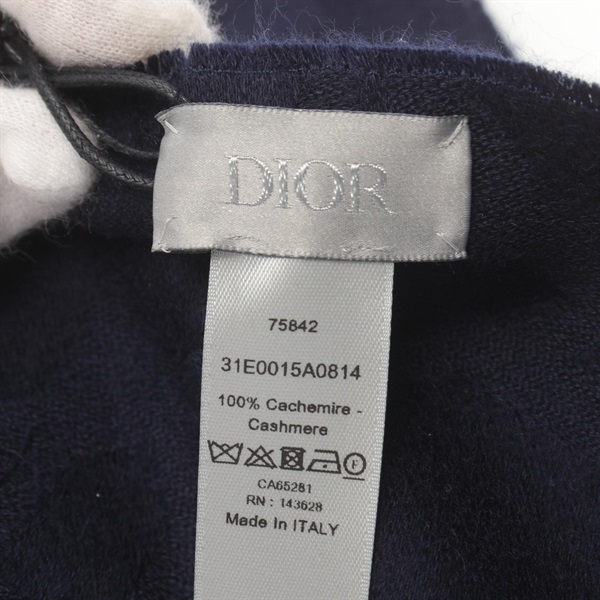 DIOR
75842
31E0015A0814
100% Cachemire -
Cashmere
F
CA65281
RN : 143628
Made In ITALY